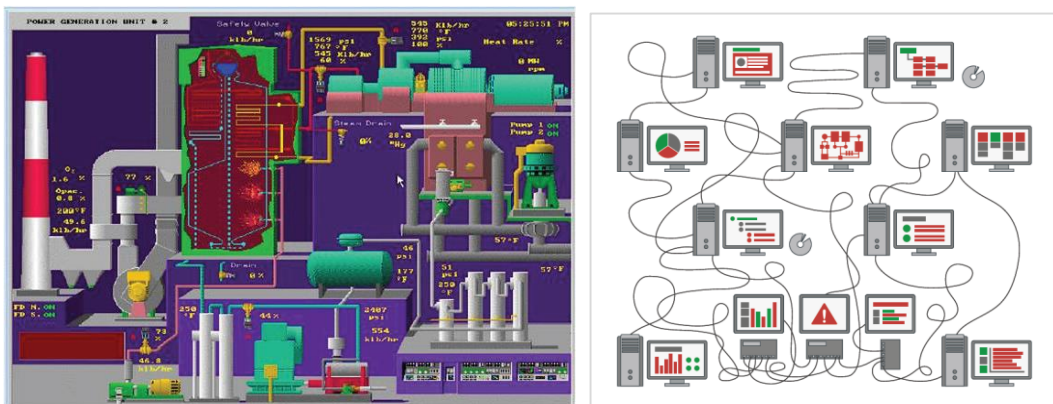 POWER GENERATION UNIT # 2
Safety Valve
0
klb/hr
545 Klb/hr
770 °F
392 psi
100 %
05:25:51 PM
Heat Rate %
0 MW
rpm
1569 psi
767 °F
545 Klb/hr
60 %
Steam Drain
0%
28.0
"Hg
Pump 1 ON
Pump 2 ON
O₂
1.6 %
77 %
Opac.
0.8 %
200°F
49.6
klb/hr
57°F
46
psi
177
°F
51
psi
250
°F
57°F
Drain
0 %
FD N. ON
FD S. ON
250
°F
44%
2407
psi
554
klb/hr
73
%
46.8
klb/hr